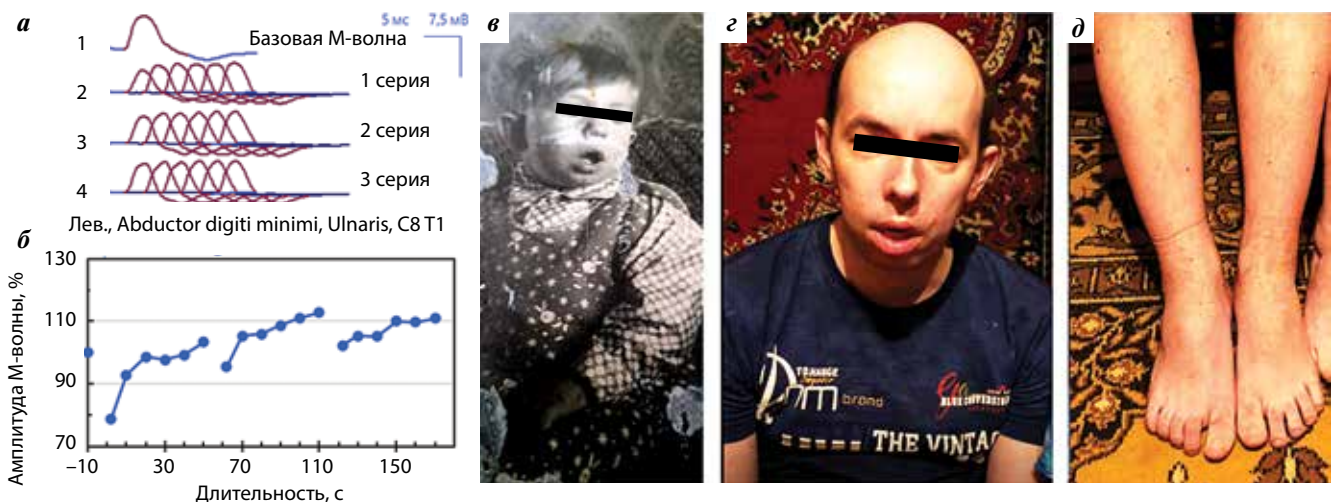 а
5 мс 7,5 мВ
1 Базовая М-волна
2 1 серия
3 2 серия
4 3 серия
Лев., Abductor digiti minimi, Ulnaris, C8 T1
б
Амплитуда М-волны, %
130
110
90
70
–10 30 70 110 150
Длительность, с
в
г
brand
THE VINTAG
д